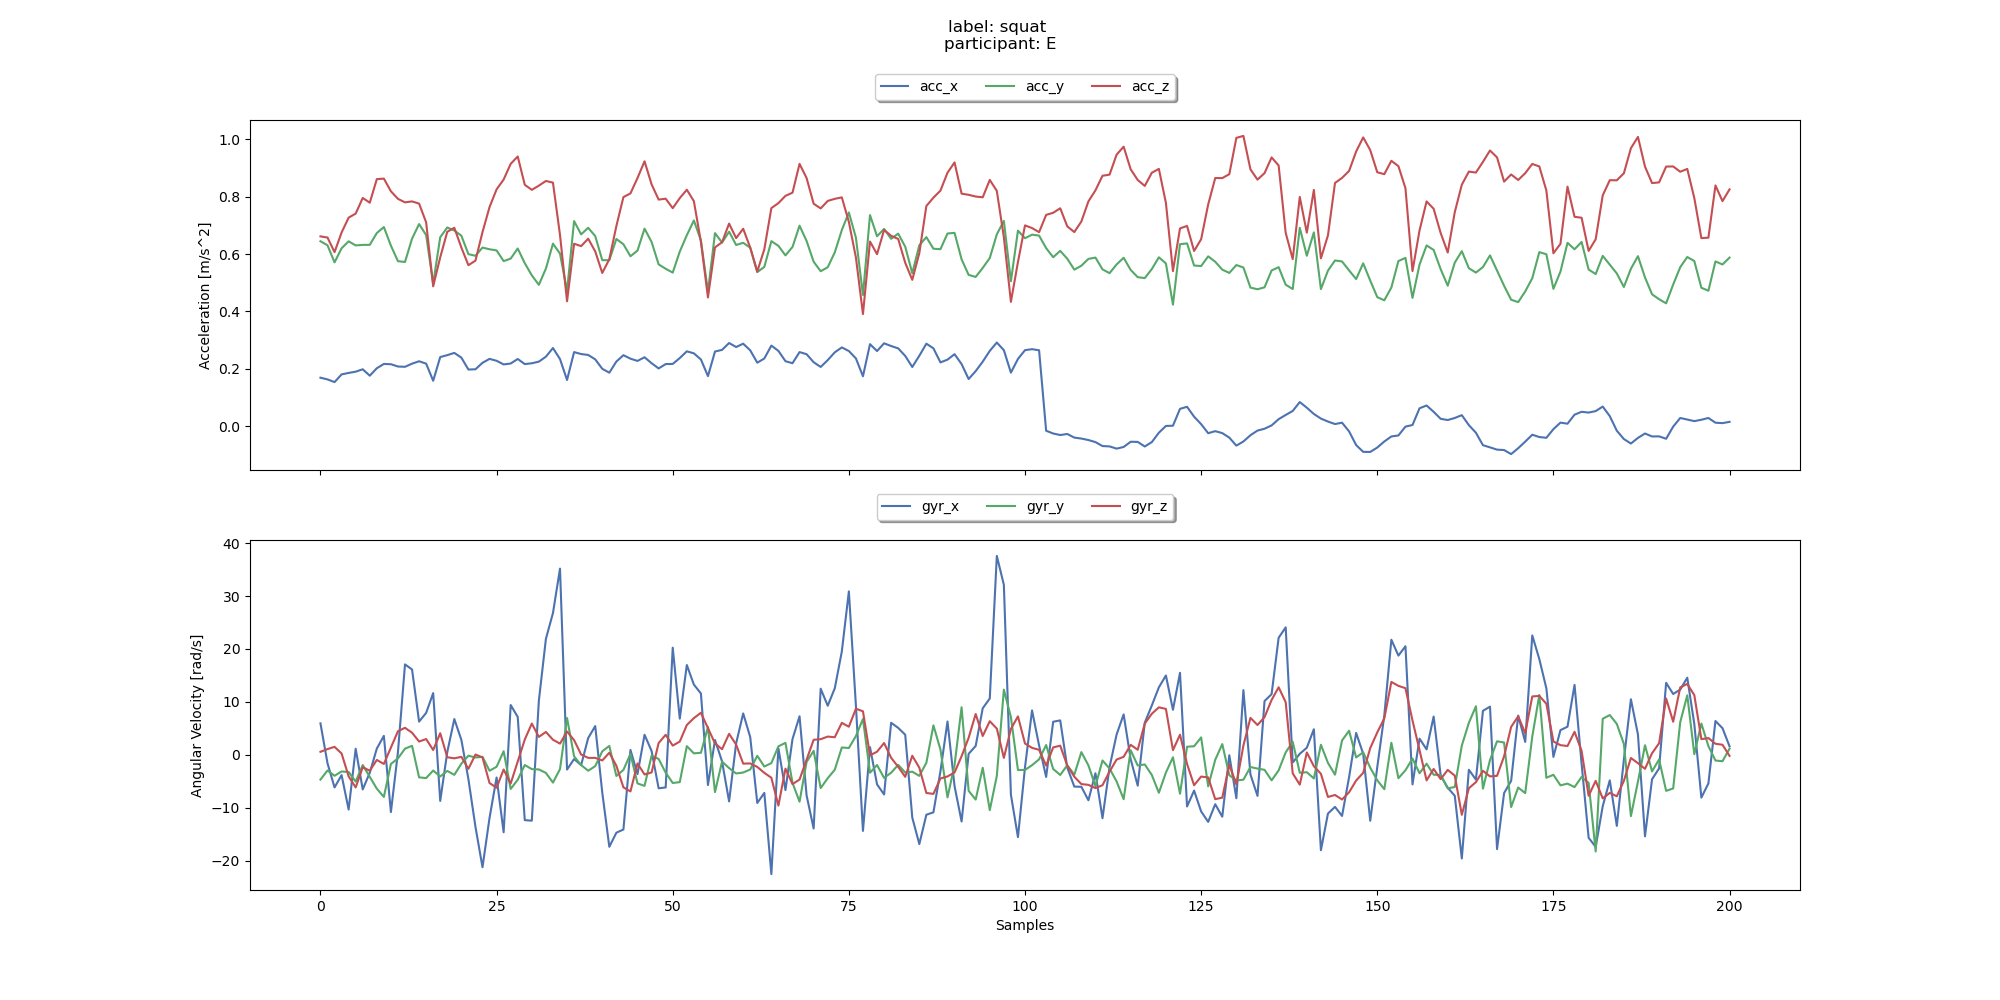 label: squat
participant: E
acc_x acc_y acc_z
1.0
0.8
0.6
0.4
0.2
0.0
Acceleration [m/s^2]
gyr_x gyr_y gyr_z
40
30
20
10
0
−10
−20
Angular Velocity [rad/s]
0 25 50 75 100 125 150 175 200
Samples